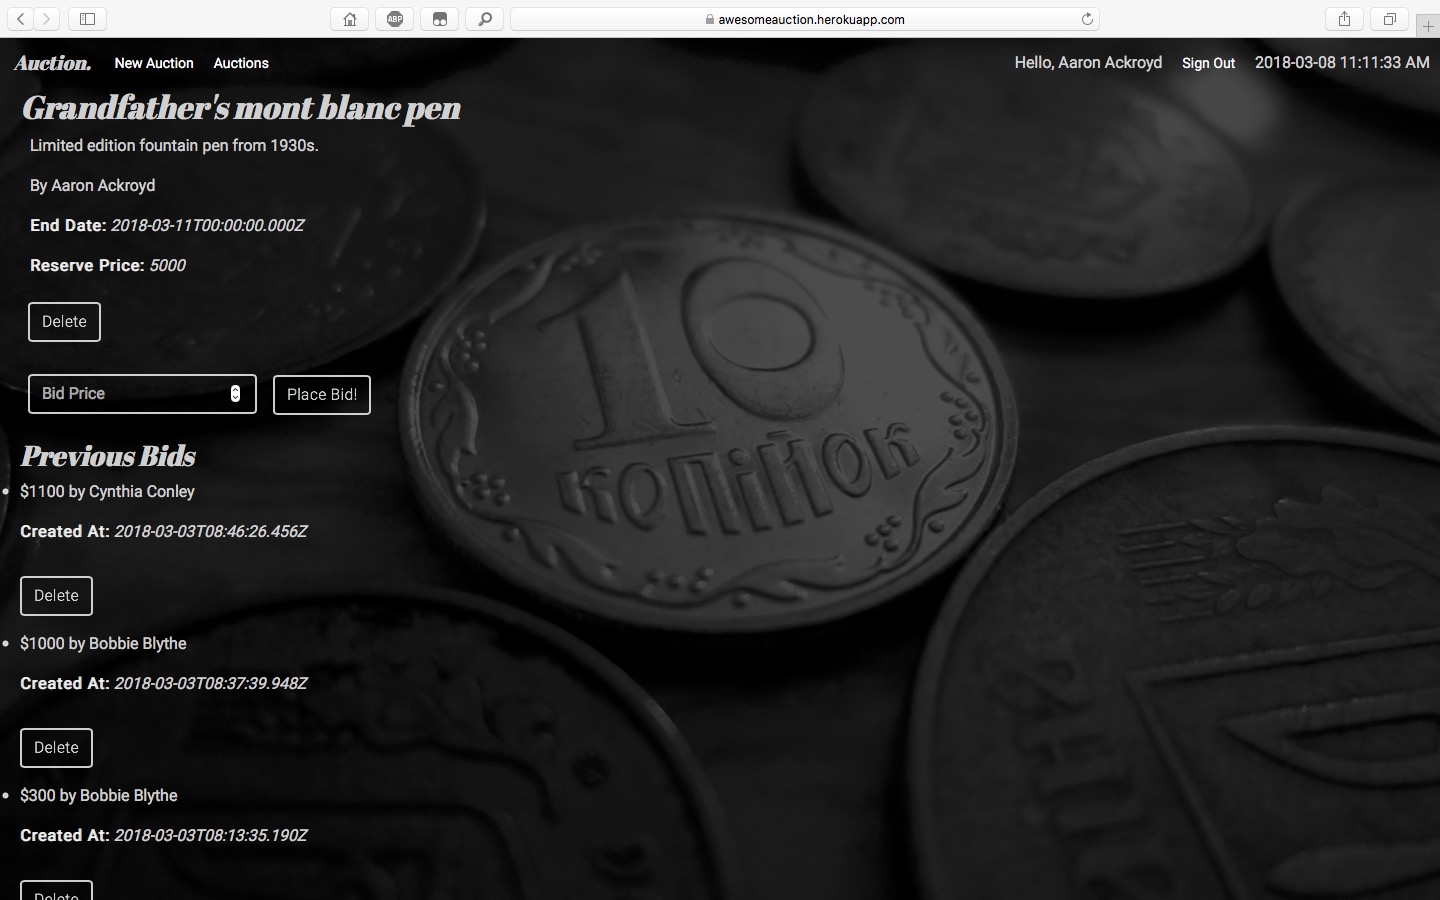 ABP
awesomeauction.herokuapp.com
Auction.
New Auction
Auctions
Hello, Aaron Ackroyd
Sign Out
2018-03-08 11:11:33 AM
Grandfather's mont blanc pen
Limited edition fountain pen from 1930s.
By Aaron Ackroyd
End Date: 2018-03-11T00:00:00.000Z
Reserve Price: 5000
Delete
Bid Price
Place Bid!
Previous Bids
$1100 by Cynthia Conley
Created At: 2018-03-03T08:46:26.456Z
Delete
$1000 by Bobbie Blythe
Created At: 2018-03-03T08:37:39.948Z
Delete
$300 by Bobbie Blythe
Created At: 2018-03-03T08:13:35.190Z
Delete
10
КОПІЙОК